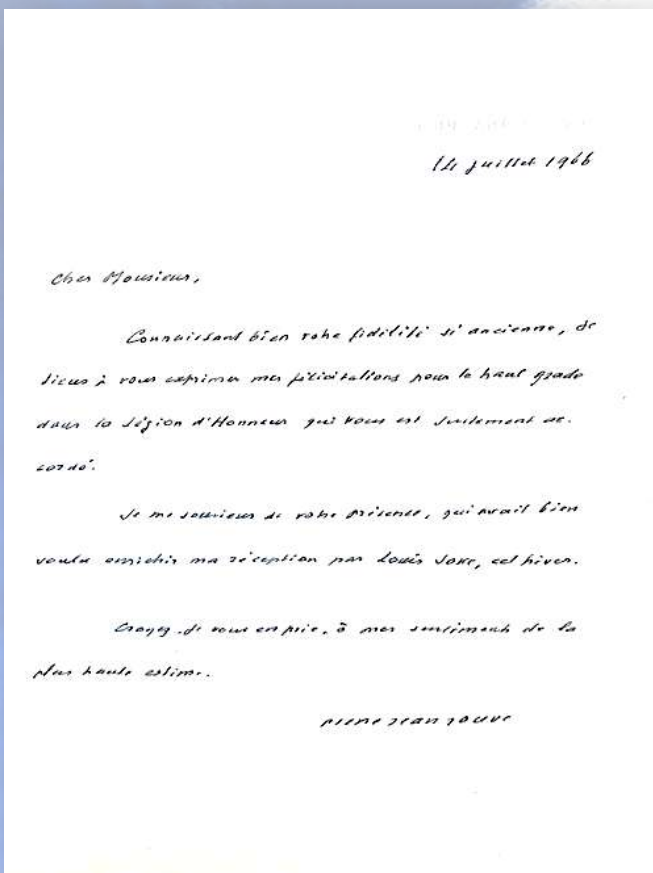 14 juillet 1966
Cher Monsieur,
Connaissant bien votre fidélité si ancienne, je
tiens à vous exprimer mes félicitations pour le haut grade
dans la Légion d'Honneur qui vous est justement ac-
cordé.
Je me souviens de votre présence, qui avait bien
voulu enrichir ma réception par Louis Joxe, cet hiver.
Croyez, je vous en prie, à mes sentiments de la
plus haute estime.
Pierre Jean Jouve